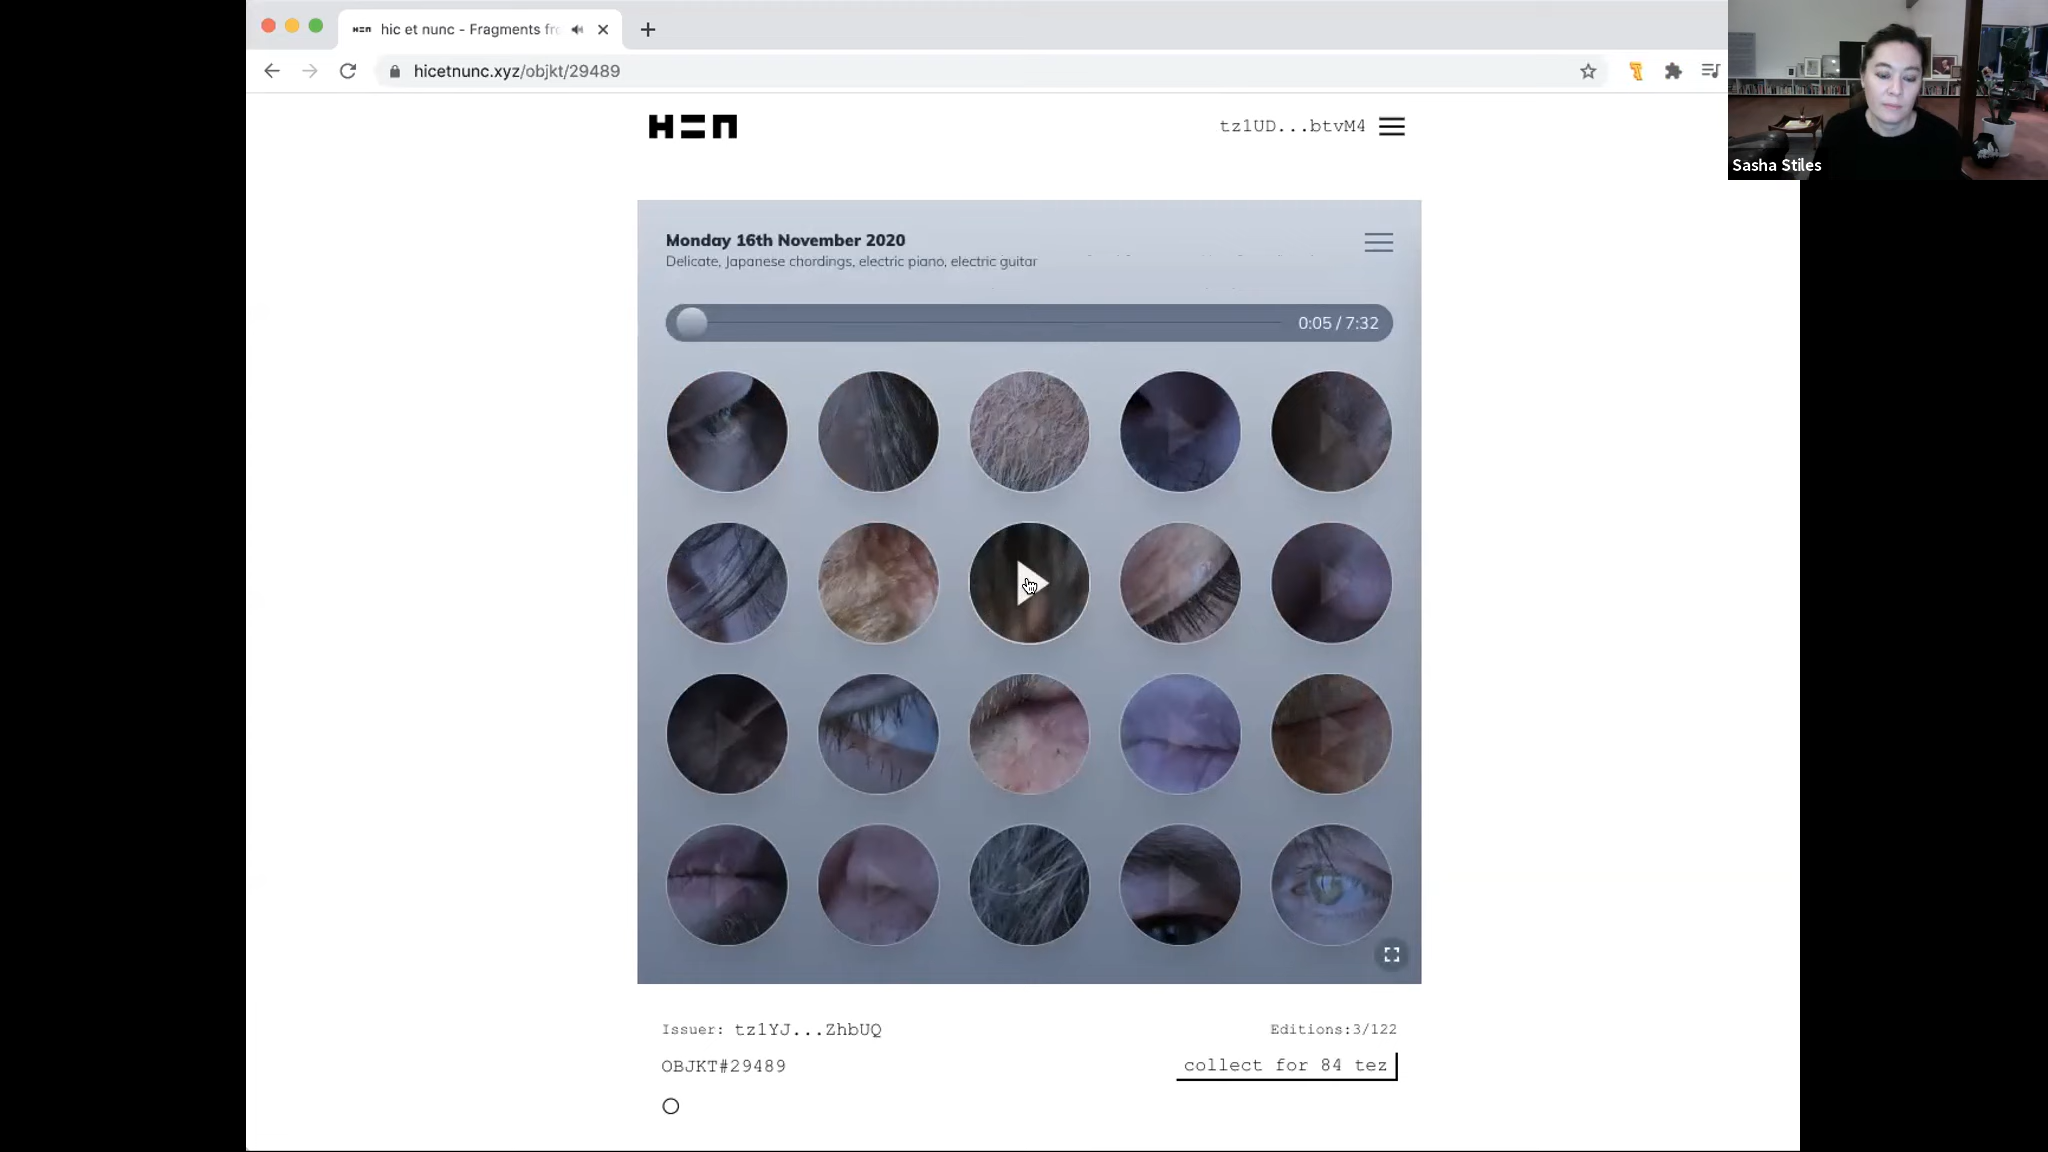 hic et nunc - Fragments fro
hicetnunc.xyz/objkt/29489
tz1UD...btvM4
Sasha Stiles
Monday 16th November 2020
Delicate, Japanese chordings, electric piano, electric guitar
0:05 / 7:32
Issuer: tz1YJ...ZhbUQ
Editions:3/122
OBJKT#29489
collect for 84 tez